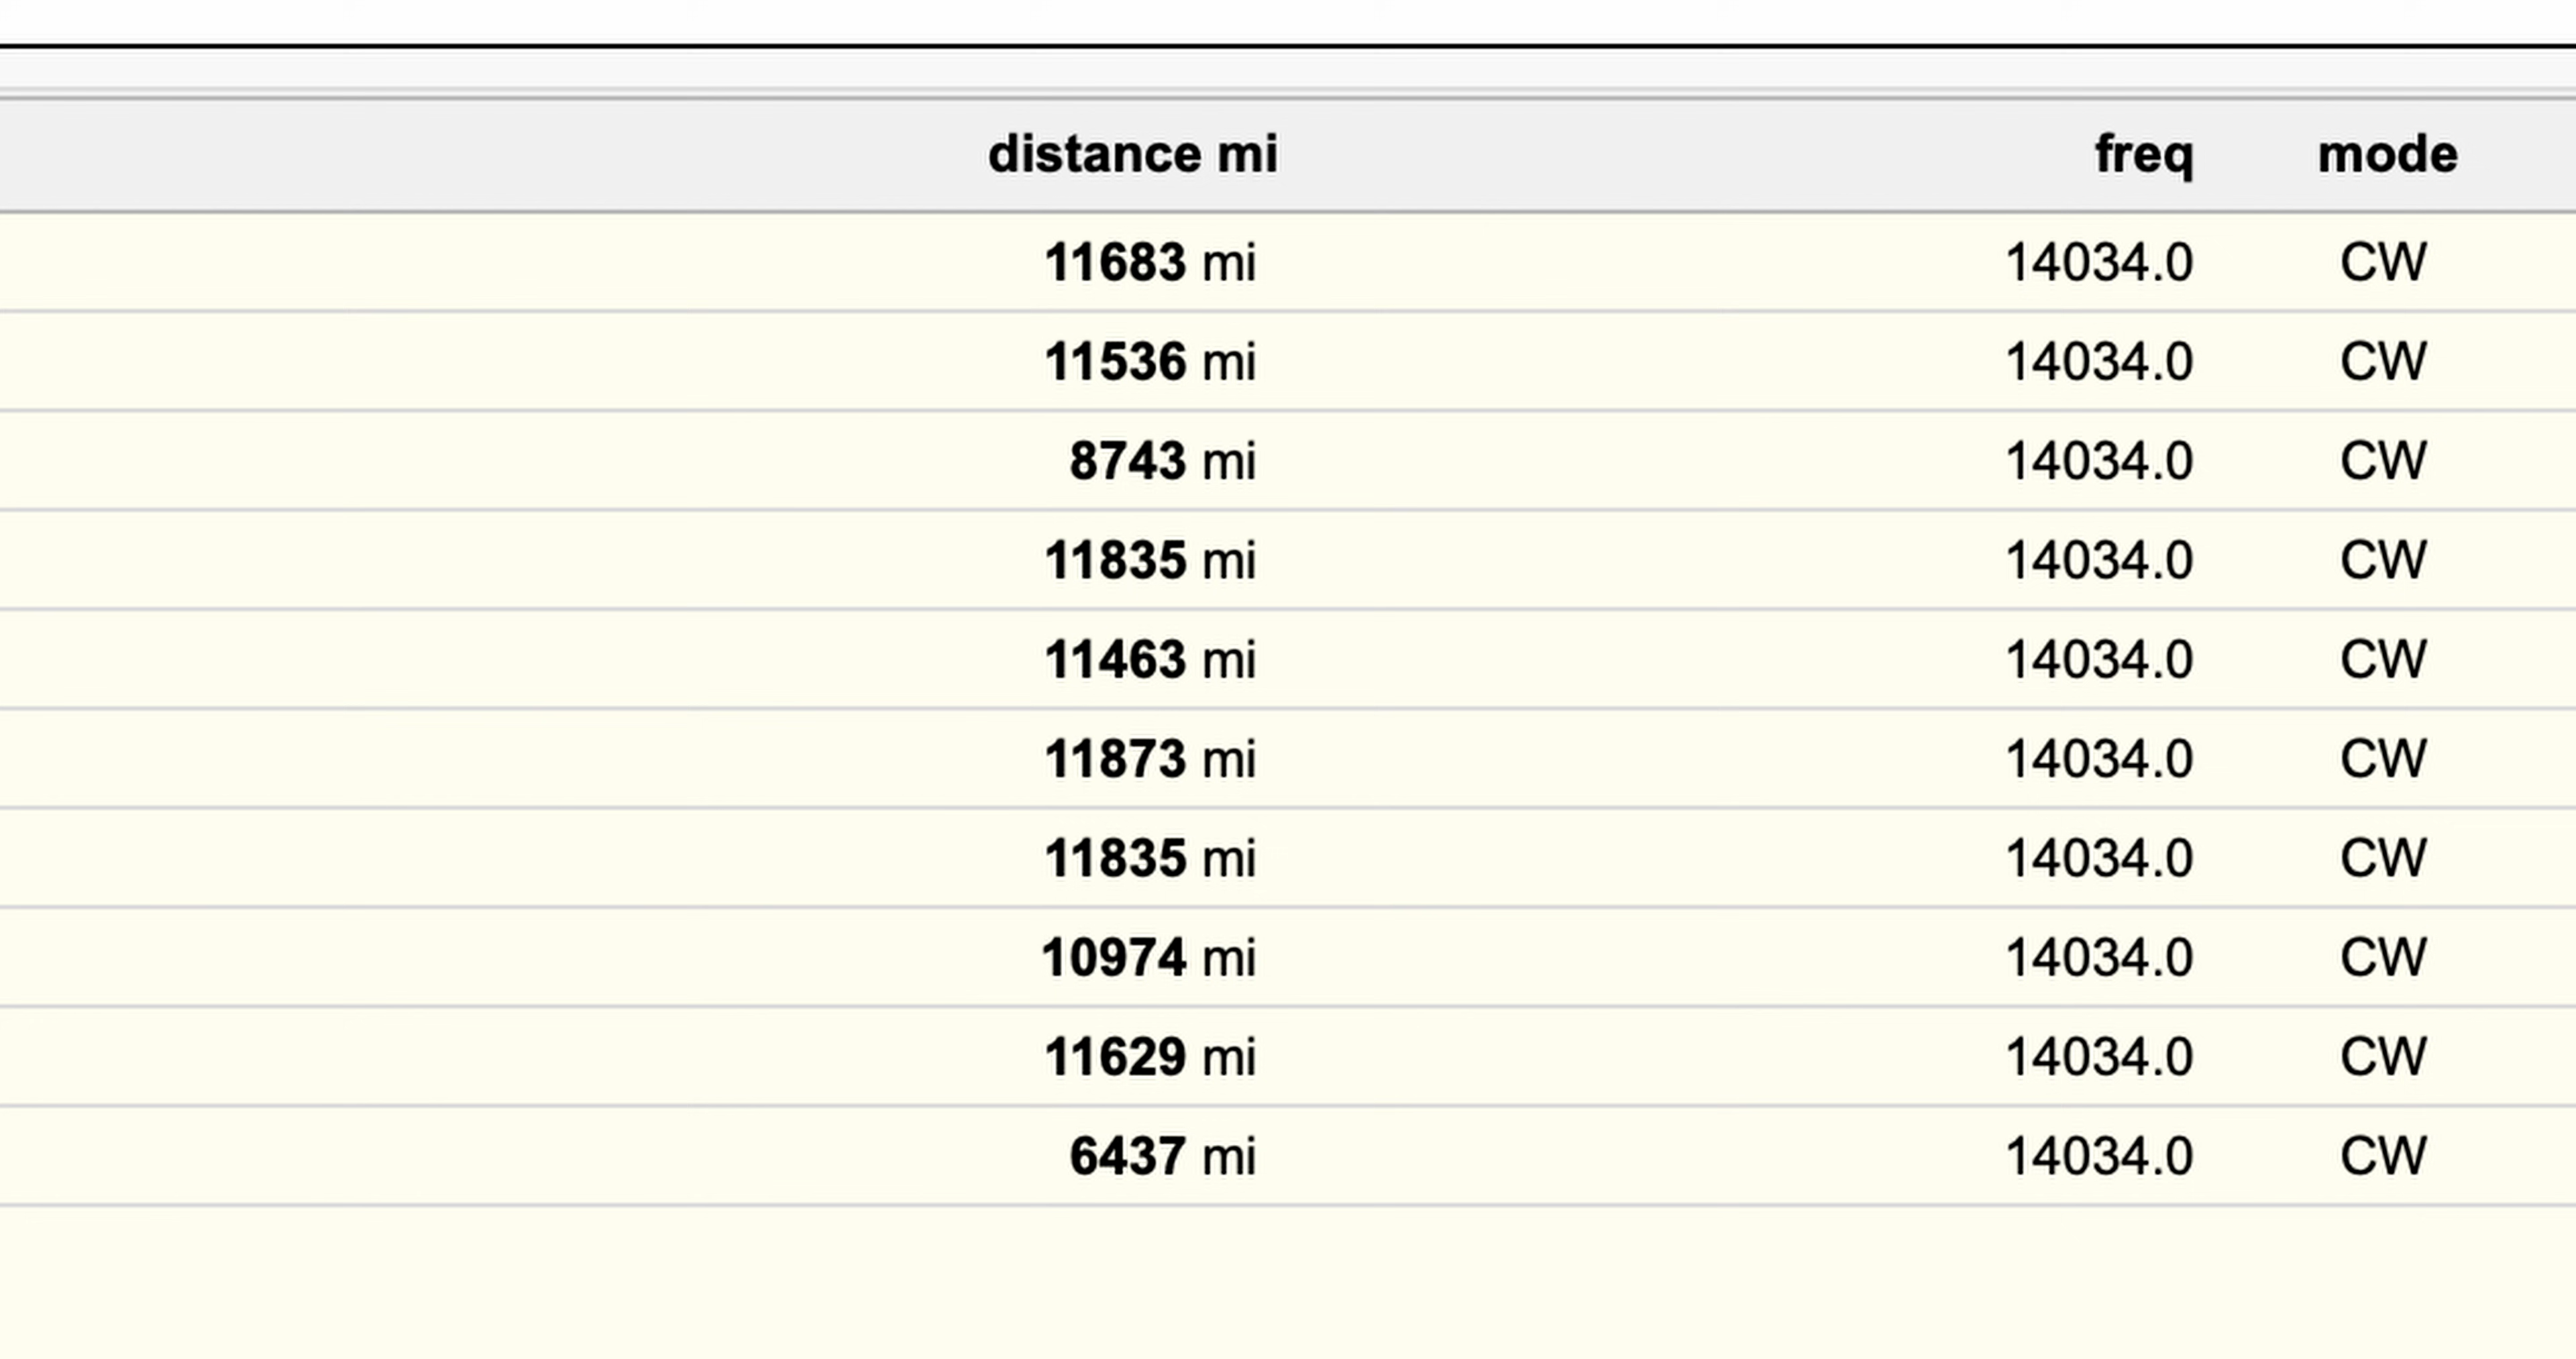 distance mi freq mode
11683 mi 14034.0 CW
11536 mi 14034.0 CW
8743 mi 14034.0 CW
11835 mi 14034.0 CW
11463 mi 14034.0 CW
11873 mi 14034.0 CW
11835 mi 14034.0 CW
10974 mi 14034.0 CW
11629 mi 14034.0 CW
6437 mi 14034.0 CW